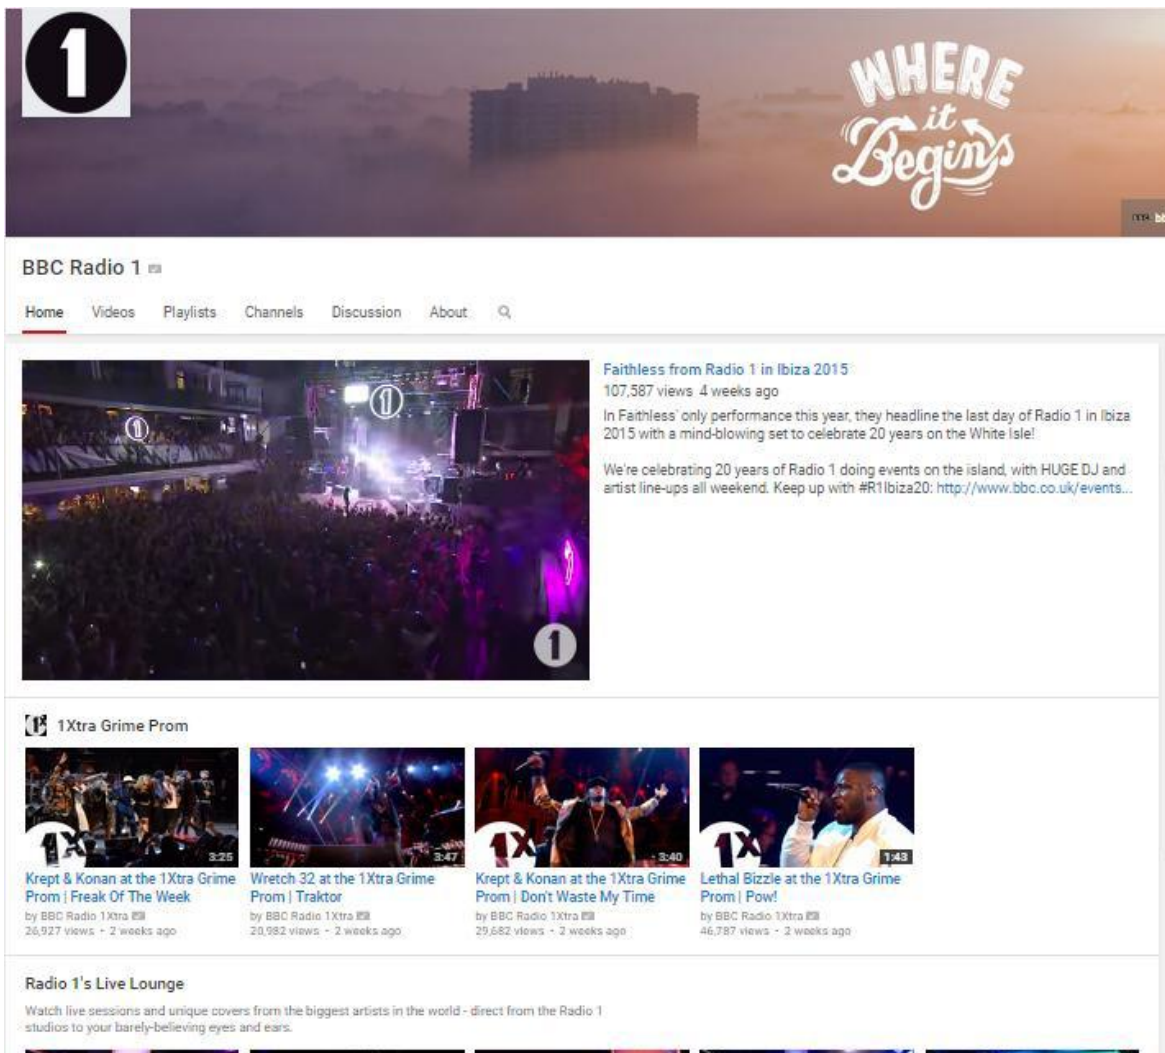 1
WHERE
it
Begins
BBC Radio 1
Home Videos Playlists Channels Discussion About
1
1
1
Faithless from Radio 1 in Ibiza 2015
107,587 views 4 weeks ago
In Faithless' only performance this year, they headline the last day of Radio 1 in Ibiza
2015 with a mind-blowing set to celebrate 20 years on the White Isle!
We're celebrating 20 years of Radio 1 doing events on the island, with HUGE DJ and
artist line-ups all weekend. Keep up with #R1Ibiza20: http://www.bbc.co.uk/events...
1Xtra Grime Prom
1X 3:25
3:47
1X 3:40
1X 1:43
Krept & Konan at the 1Xtra Grime
Prom | Freak Of The Week
by BBC Radio 1Xtra
26,927 views • 2 weeks ago
Wretch 32 at the 1Xtra Grime
Prom | Traktor
by BBC Radio 1Xtra
20,982 views • 2 weeks ago
Krept & Konan at the 1Xtra Grime
Prom | Don't Waste My Time
by BBC Radio 1Xtra
29,682 views • 2 weeks ago
Lethal Bizzle at the 1Xtra Grime
Prom | Pow!
by BBC Radio 1Xtra
46,787 views • 2 weeks ago
Radio 1's Live Lounge
Watch live sessions and unique covers from the biggest artists in the world - direct from the Radio 1
studios to your barely-believing eyes and ears.